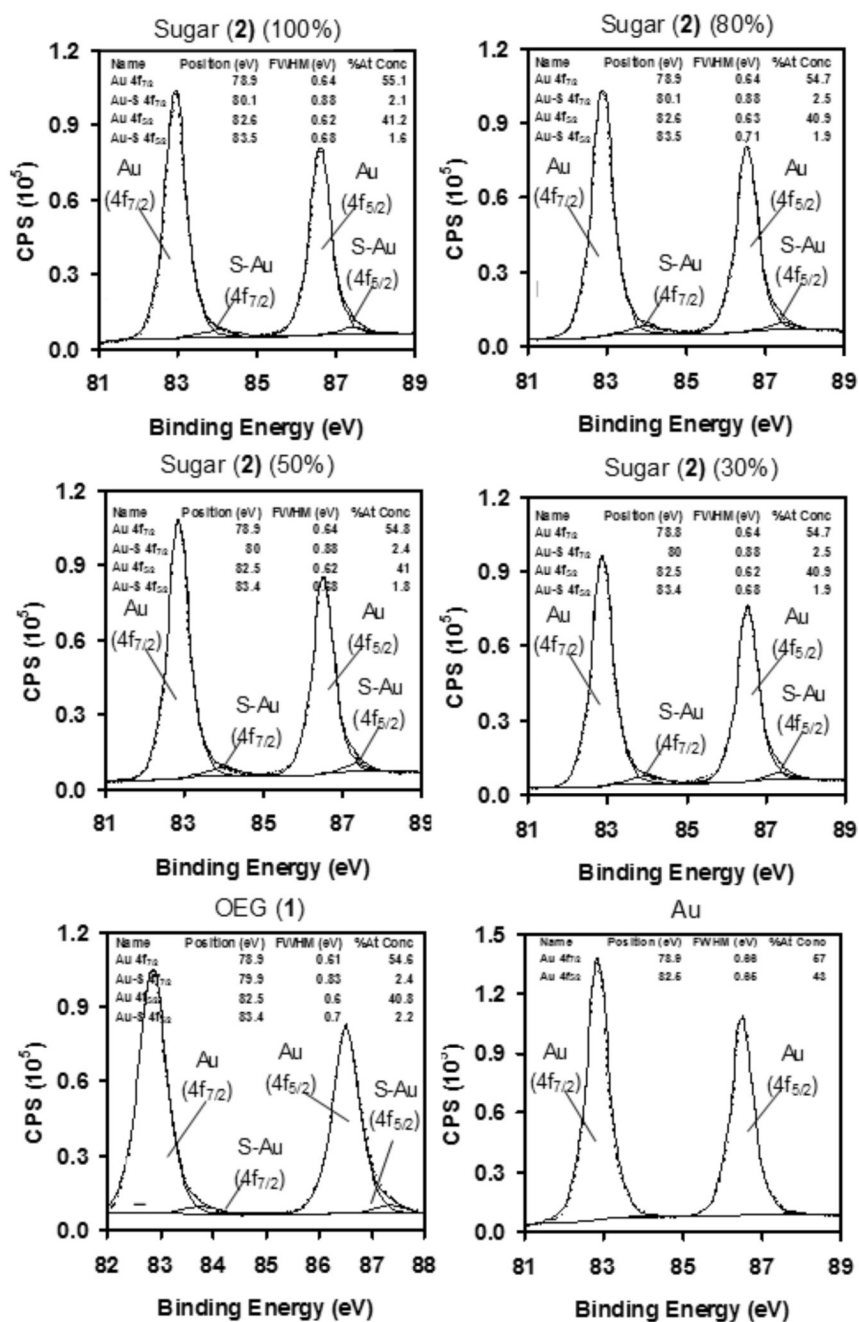 Sugar (2) (100%)
1.2
0.9
0.6
0.3
0.0
CPS (10⁵)
Name Position (eV) FWHM (eV) %At Conc
Au 4f7/2 78.9 0.64 55.1
Au-S 4f7/2 80.1 0.88 2.1
Au 4f5/2 82.6 0.62 41.2
Au-S 4f5/2 83.5 0.68 1.6
Au
(4f7/2)
S-Au
(4f7/2)
Au
(4f5/2)
S-Au
(4f5/2)
81 83 85 87 89
Binding Energy (eV)
Sugar (2) (80%)
1.2
0.9
0.6
0.3
0.0
CPS (10⁵)
Name Position (eV) FWHM (eV) %At Conc
Au 4f7/2 78.9 0.64 54.7
Au-S 4f7/2 80.1 0.88 2.5
Au 4f5/2 82.6 0.63 40.9
Au-S 4f5/2 83.5 0.71 1.9
Au
(4f7/2)
S-Au
(4f7/2)
Au
(4f5/2)
S-Au
(4f5/2)
81 83 85 87 89
Binding Energy (eV)
Sugar (2) (50%)
1.2
0.9
0.6
0.3
0.0
CPS (10⁵)
Name Position (eV) FWHM (eV) %At Conc
Au 4f7/2 78.9 0.64 54.8
Au-S 4f7/2 80 0.88 2.4
Au 4f5/2 82.5 0.62 41
Au-S 4f5/2 83.4 0.68 1.8
Au
(4f7/2)
S-Au
(4f7/2)
Au
(4f5/2)
S-Au
(4f5/2)
81 83 85 87 89
Binding Energy (eV)
Sugar (2) (30%)
1.2
0.9
0.6
0.3
0.0
CPS (10⁵)
Name Position (eV) FWHM (eV) %At Conc
Au 4f7/2 78.8 0.64 54.7
Au-S 4f7/2 80 0.88 2.5
Au 4f5/2 82.5 0.62 40.9
Au-S 4f5/2 83.4 0.68 1.9
Au
(4f7/2)
S-Au
(4f7/2)
Au
(4f5/2)
S-Au
(4f5/2)
81 83 85 87 89
Binding Energy (eV)
OEG (1)
1.2
0.9
0.6
0.3
0.0
CPS (10⁵)
Name Position (eV) FWHM (eV) %At Conc
Au 4f7/2 78.9 0.61 54.6
Au-S 4f7/2 79.9 0.83 2.4
Au 4f5/2 82.5 0.6 40.8
Au-S 4f5/2 83.4 0.7 2.2
Au
(4f7/2)
S-Au
(4f7/2)
Au
(4f5/2)
S-Au
(4f5/2)
82 83 84 85 86 87 88
Binding Energy (eV)
Au
1.5
1.2
0.9
0.6
0.3
0.0
CPS (10⁵)
Name Position (eV) FWHM (eV) %At Conc
Au 4f7/2 78.9 0.66 57
Au 4f5/2 82.6 0.66 43
Au
(4f7/2)
Au
(4f5/2)
81 83 85 87 89
Binding Energy (eV)